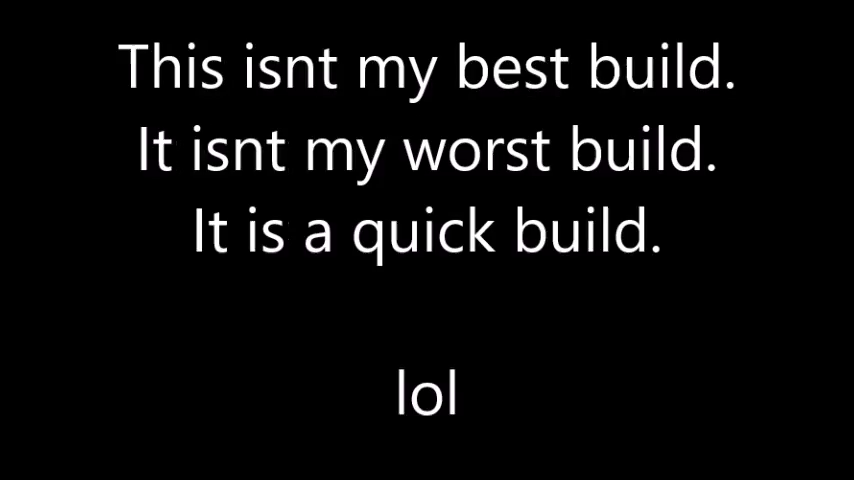 This isnt my best build.
It isnt my worst build.
It is a quick build.
lol